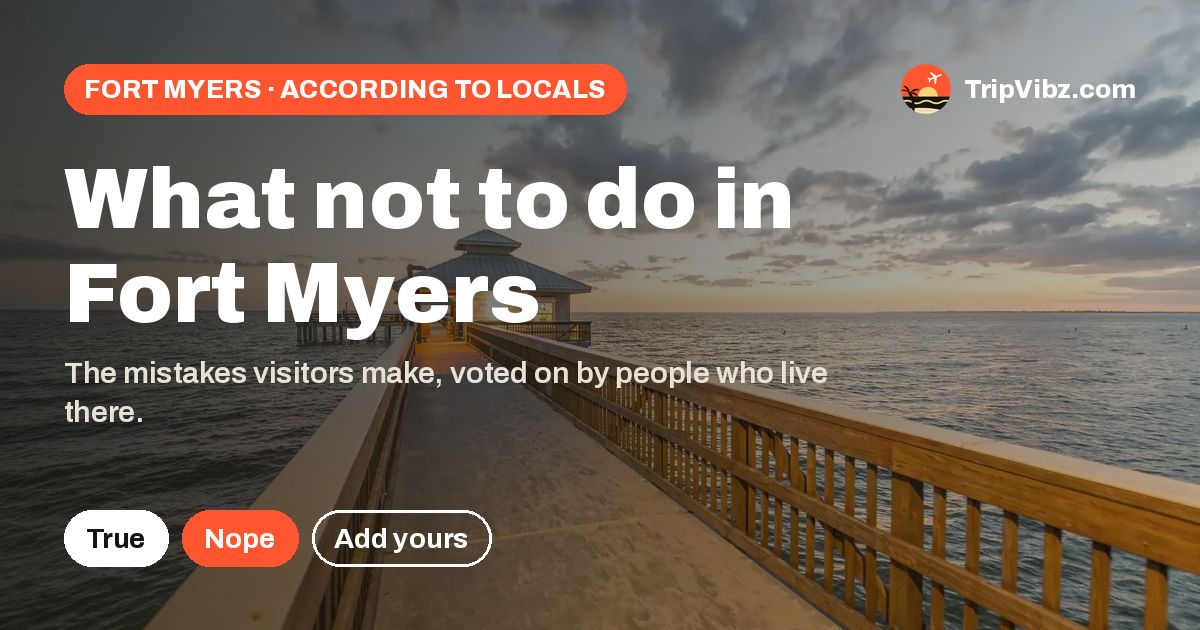 FORT MYERS · ACCORDING TO LOCALS
TripVibz.com
What not to do in
Fort Myers
The mistakes visitors make, voted on by people who live
there.
True
Nope
Add yours